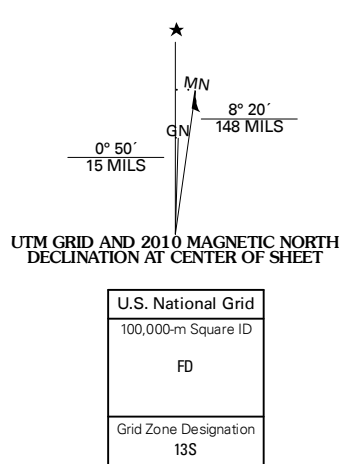 MN
8° 20´
148 MILS
GN
0° 50´
15 MILS
UTM GRID AND 2010 MAGNETIC NORTH
DECLINATION AT CENTER OF SHEET
U.S. National Grid
100,000-m Square ID
FD
Grid Zone Designation
13S